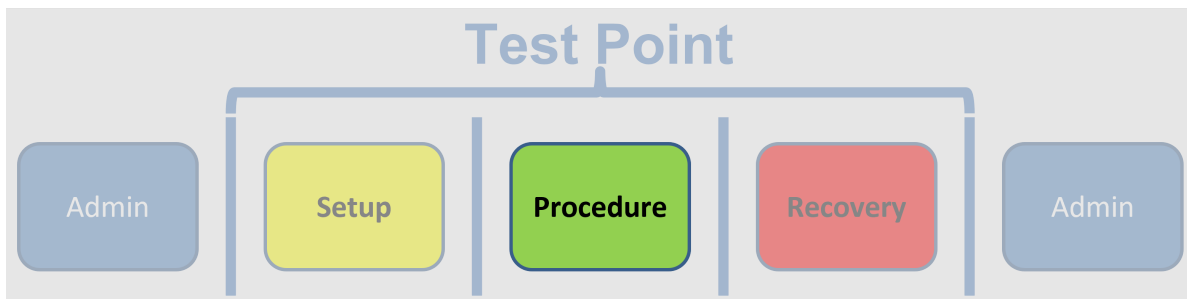 Test Point
Admin
Setup
Procedure
Recovery
Admin